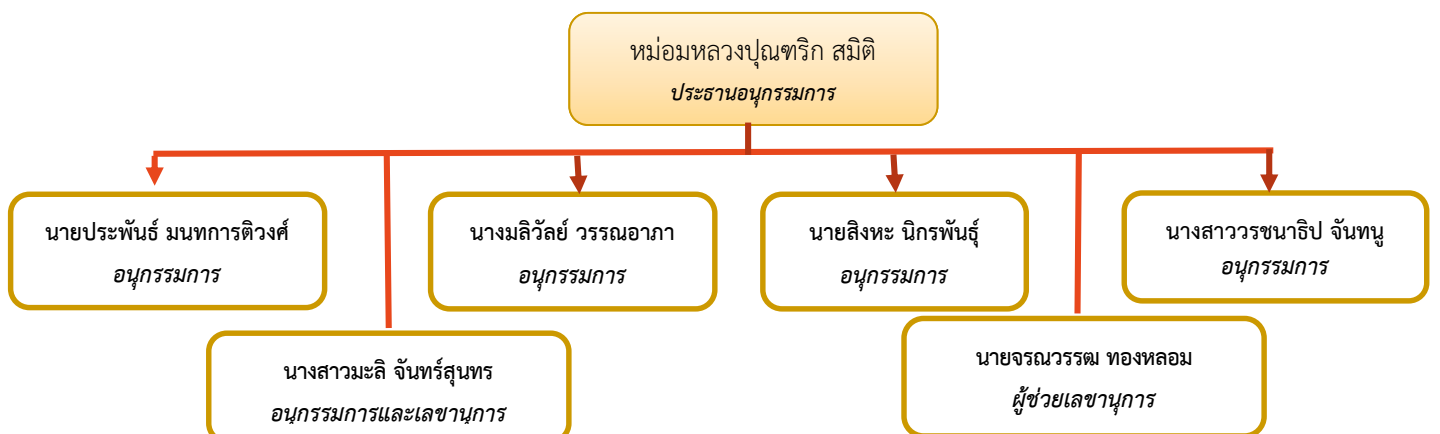 หม่อมหลวงปุณฑริก สมิติ
ประธานอนุกรรมการ
นายประพันธ์ มนทการติวงศ์
อนุกรรมการ
นางมลิวัลย์ วรรณอาภา
อนุกรรมการ
นายสิงหะ นิกรพันธุ์
อนุกรรมการ
นางสาววรชนาธิป จันทนู
อนุกรรมการ
นางสาวมะลิ จันทร์สุนทร
อนุกรรมการและเลขานุการ
นายจรณวรรฒ ทองหลอม
ผู้ช่วยเลขานุการ